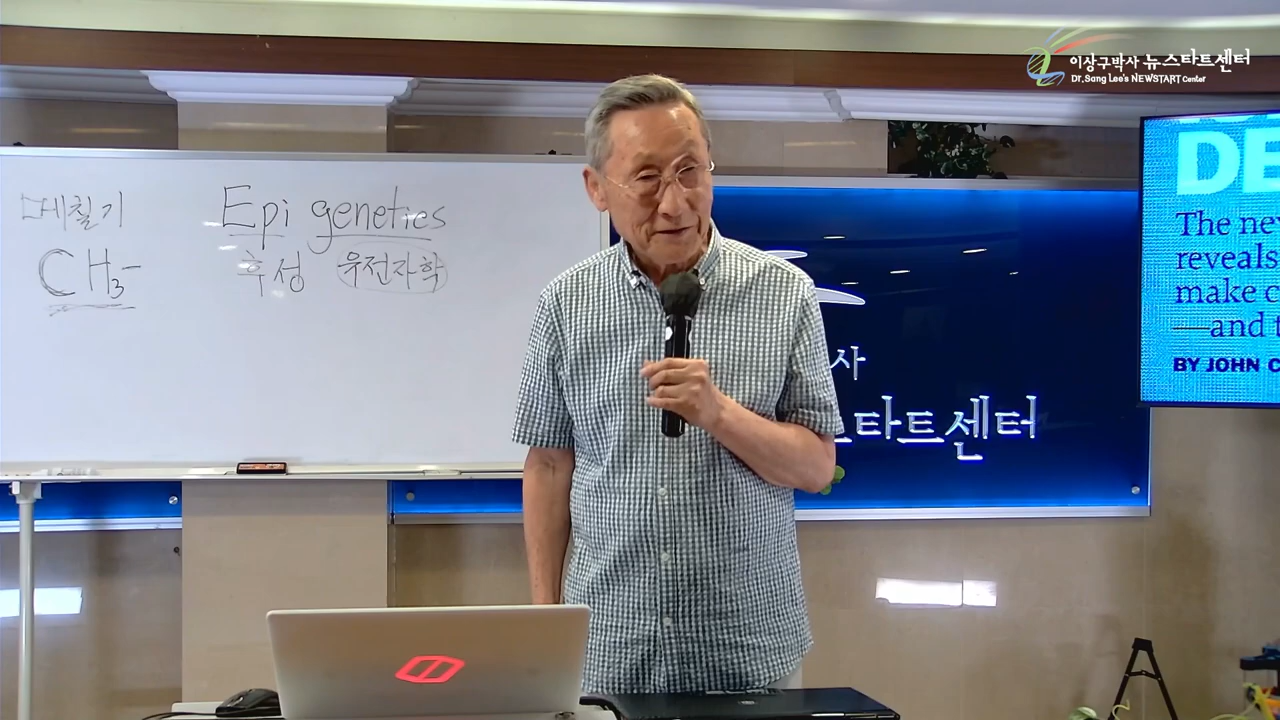 이상구박사 뉴스타트센터
Dr. Sang Lee's NEWSTART Center
메칠기
CH3-
Epi genetics
후성 유전자학
사
스타트센터
DE
The
reveals
make
—and
BY JOHN